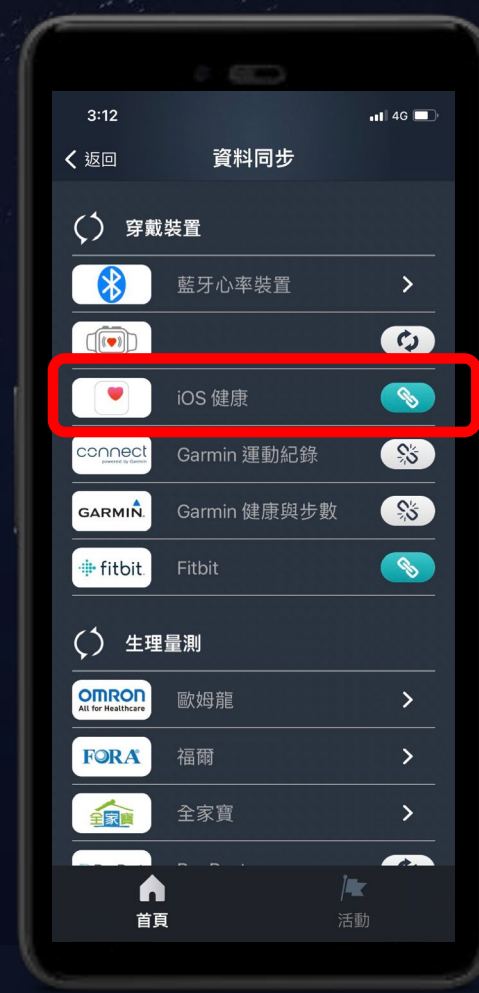 3:12
4G
返回
資料同步
穿戴裝置
藍牙心率裝置
iOS 健康
connect
powered by Garmin
Garmin 運動紀錄
GARMIN.
Garmin 健康與步數
fitbit.
Fitbit
生理量測
OMRON
All for Healthcare
歐姆龍
FORA
福爾
全家寶
全家寶
首頁
活動